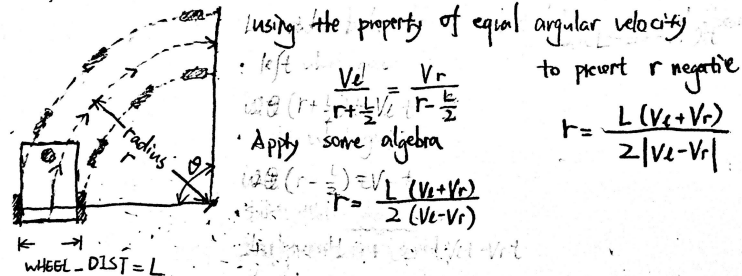 using the property of equal angular velocity
Vl / (r + L/2) = Vr / (r - L/2)
to prevert r negative
r = L (Vl+Vr) / 2|Vl-Vr|
Apply some algebra
r = L (Vl+Vr) / 2 (Vl-Vr)
radius
r
θ
WHEEL_DIST = L